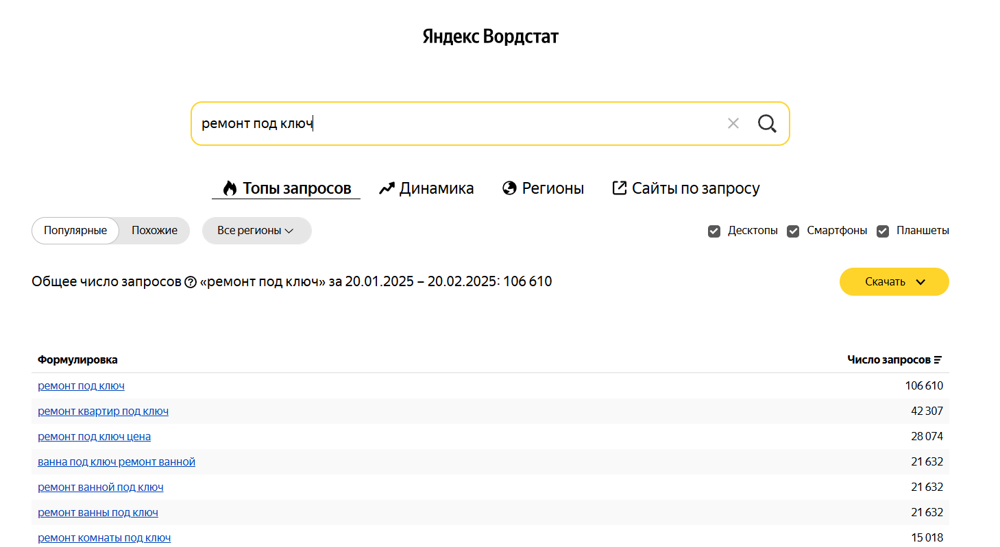 Яндекс Вордстат
ремонт под ключ
Топы запросов Динамика Регионы Сайты по запросу
Популярные Похожие Все регионы Десктопы Смартфоны Планшеты
Общее число запросов ? «ремонт под ключ» за 20.01.2025 – 20.02.2025: 106 610 Скачать
Формулировка Число запросов
ремонт под ключ 106 610
ремонт квартир под ключ 42 307
ремонт под ключ цена 28 074
ванна под ключ ремонт ванной 21 632
ремонт ванной под ключ 21 632
ремонт ванны под ключ 21 632
ремонт комнаты под ключ 15 018